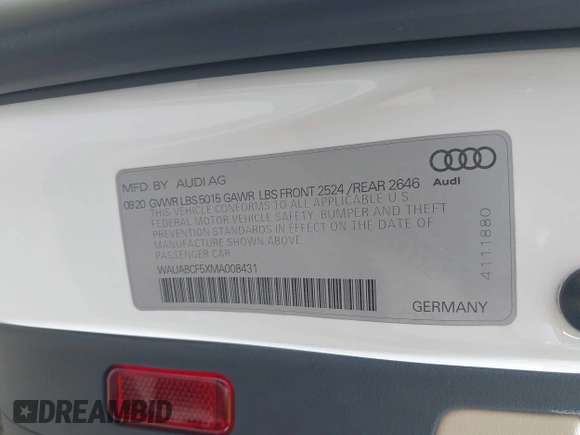 MFD. BY AUDI AG
Audi
09 20 GVWR LBS 5015 GAWR LBS FRONT 2524 /REAR 2646
THIS VEHICLE CONFORMS TO ALL APPLICABLE U.S.
FEDERAL MOTOR VEHICLE SAFETY, BUMPER AND THEFT
PREVENTION STANDARDS IN EFFECT ON THE DATE OF
MANUFACTURE SHOWN ABOVE
PASSENGER CAR
WAUABCF5XMA008431
4111880
GERMANY
DREAMBID